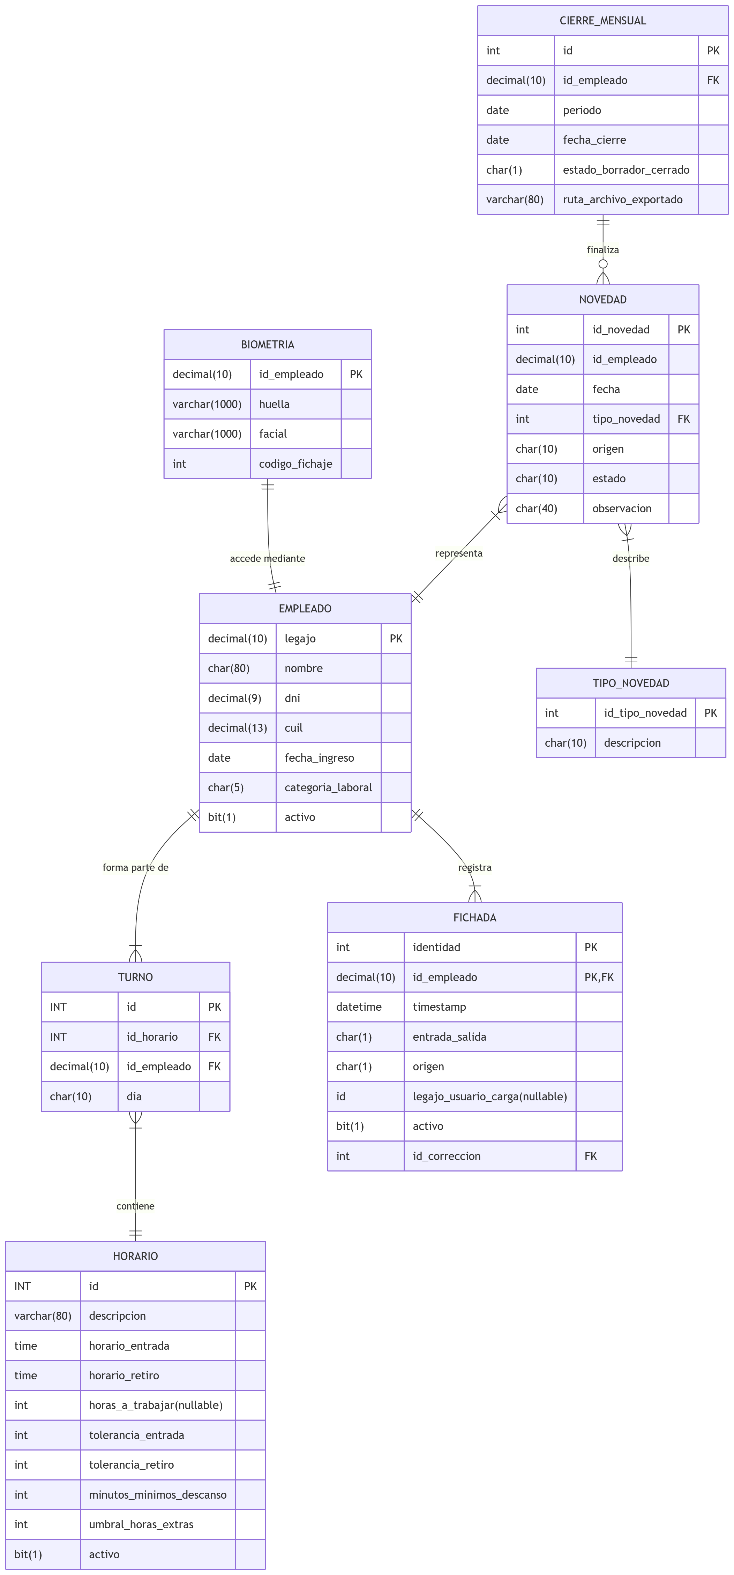 CIERRE_MENSUAL
int id PK
decimal(10) id_empleado FK
date periodo
date fecha_cierre
char(1) estado_borrador_cerrado
varchar(80) ruta_archivo_exportado
finaliza
NOVEDAD
int id_novedad PK
decimal(10) id_empleado
date fecha
int tipo_novedad FK
char(10) origen
char(10) estado
char(40) observacion
BIOMETRIA
decimal(10) id_empleado PK
varchar(1000) huella
varchar(1000) facial
int codigo_fichaje
accede mediante
representa
describe
EMPLEADO
decimal(10) legajo PK
char(80) nombre
decimal(9) dni
decimal(13) cuil
date fecha_ingreso
char(5) categoria_laboral
bit(1) activo
TIPO_NOVEDAD
int id_tipo_novedad PK
char(10) descripcion
forma parte de
registra
TURNO
INT id PK
INT id_horario FK
decimal(10) id_empleado FK
char(10) dia
FICHADA
int identidad PK
decimal(10) id_empleado PK,FK
datetime timestamp
char(1) entrada_salida
char(1) origen
id legajo_usuario_carga(nullable)
bit(1) activo
int id_correccion FK
contiene
HORARIO
INT id PK
varchar(80) descripcion
time horario_entrada
time horario_retiro
int horas_a_trabajar(nullable)
int tolerancia_entrada
int tolerancia_retiro
int minutos_minimos_descanso
int umbral_horas_extras
bit(1) activo